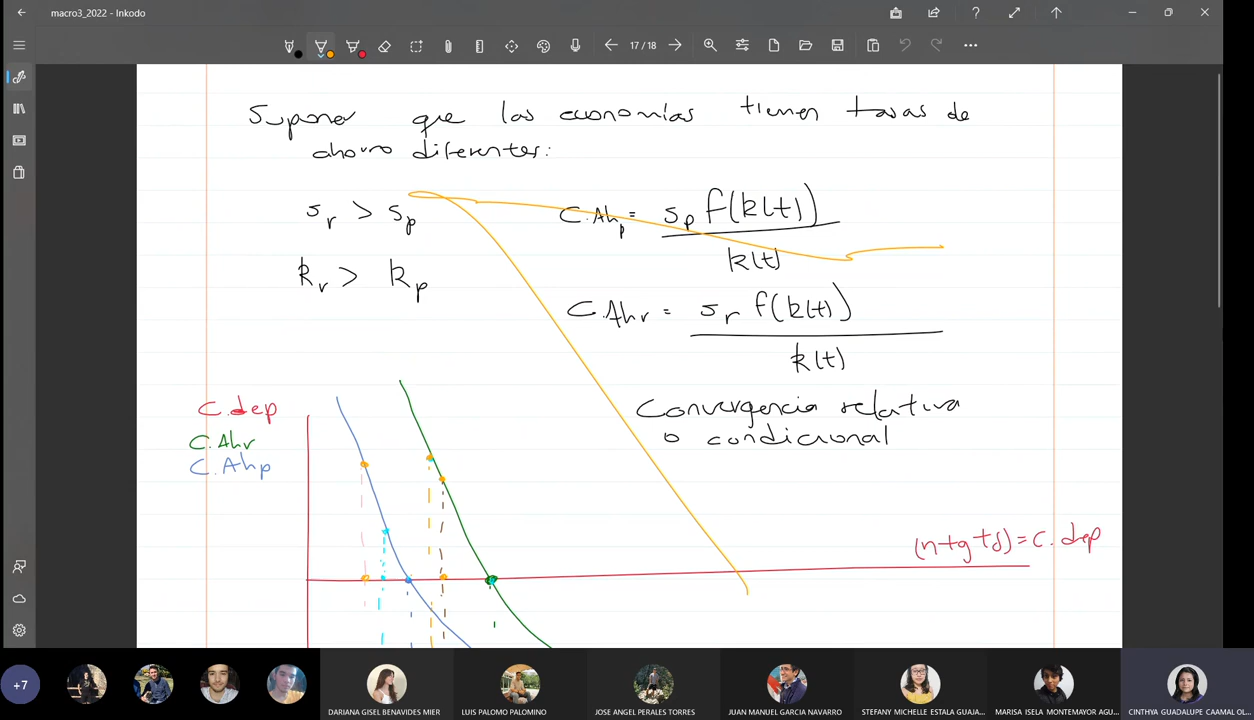 macro3_2022 - Inkodo
17/18
Suponer que las economías tienen tasas de
ahorro diferentes:
s_r > s_p
C.Ah_p = s_p f(k(t))
k(t)
k_r > k_p
C.Ahr = s_r f(k(t))
k(t)
Convergencia relativa
o condicional
C.dep
C.Ahr
C.Ahp
(n+g+δ) = C.dep
+7
DARIANA GISEL BENAVIDES MIER
LUIS PALOMO PALOMINO
JOSE ANGEL PERALES TORRES
JUAN MANUEL GARCIA NAVARRO
STEFANY MICHELLE ESTALA GUAJA...
MARISA ISELA MONTEMAYOR AGU...
CINTHYA GUADALUPE CAAMAL OL...